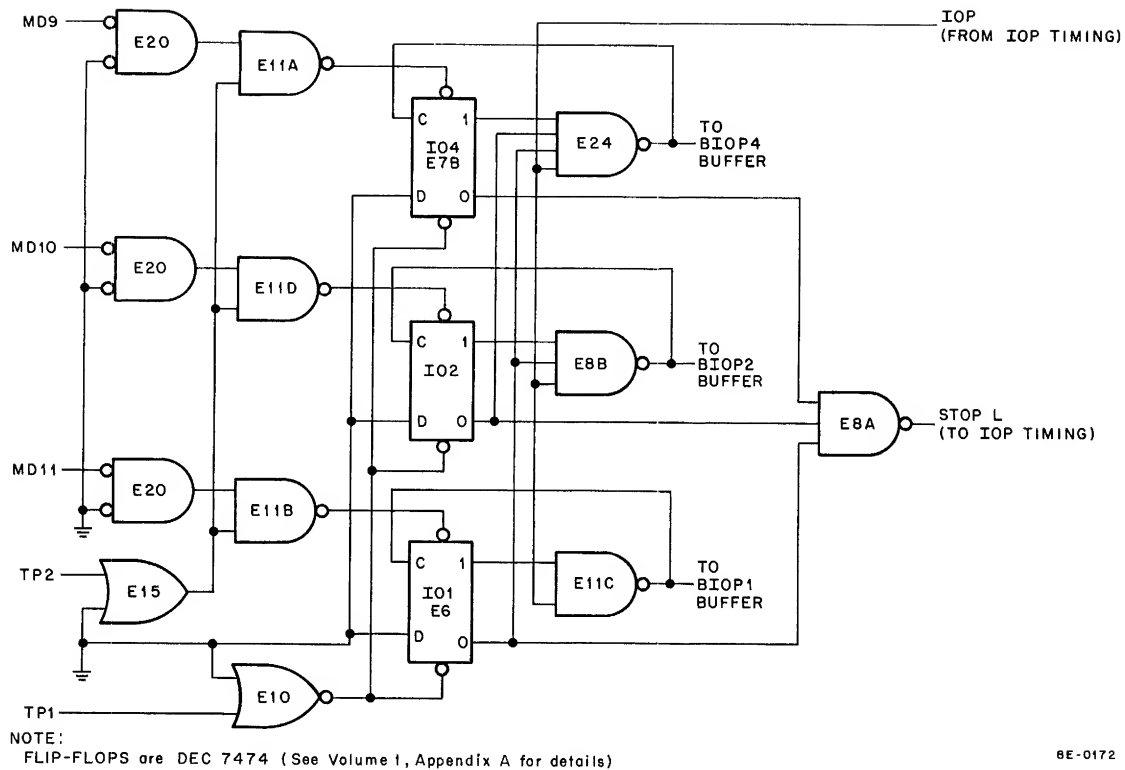 MD9
E20
E11A
IOP
(FROM IOP TIMING)
C 1
IO4
E7B
D 0
E24
TO
BIOP4
BUFFER
MD10
E20
E11D
C 1
IO2
D 0
E8B
TO
BIOP2
BUFFER
E8A
STOP L
(TO IOP TIMING)
MD11
E20
E11B
C 1
IO1
E6
D 0
E11C
TO
BIOP1
BUFFER
TP2
E15
E10
TP1
NOTE:
FLIP-FLOPS are DEC 7474 (See Volume 1, Appendix A for details)
8E-0172